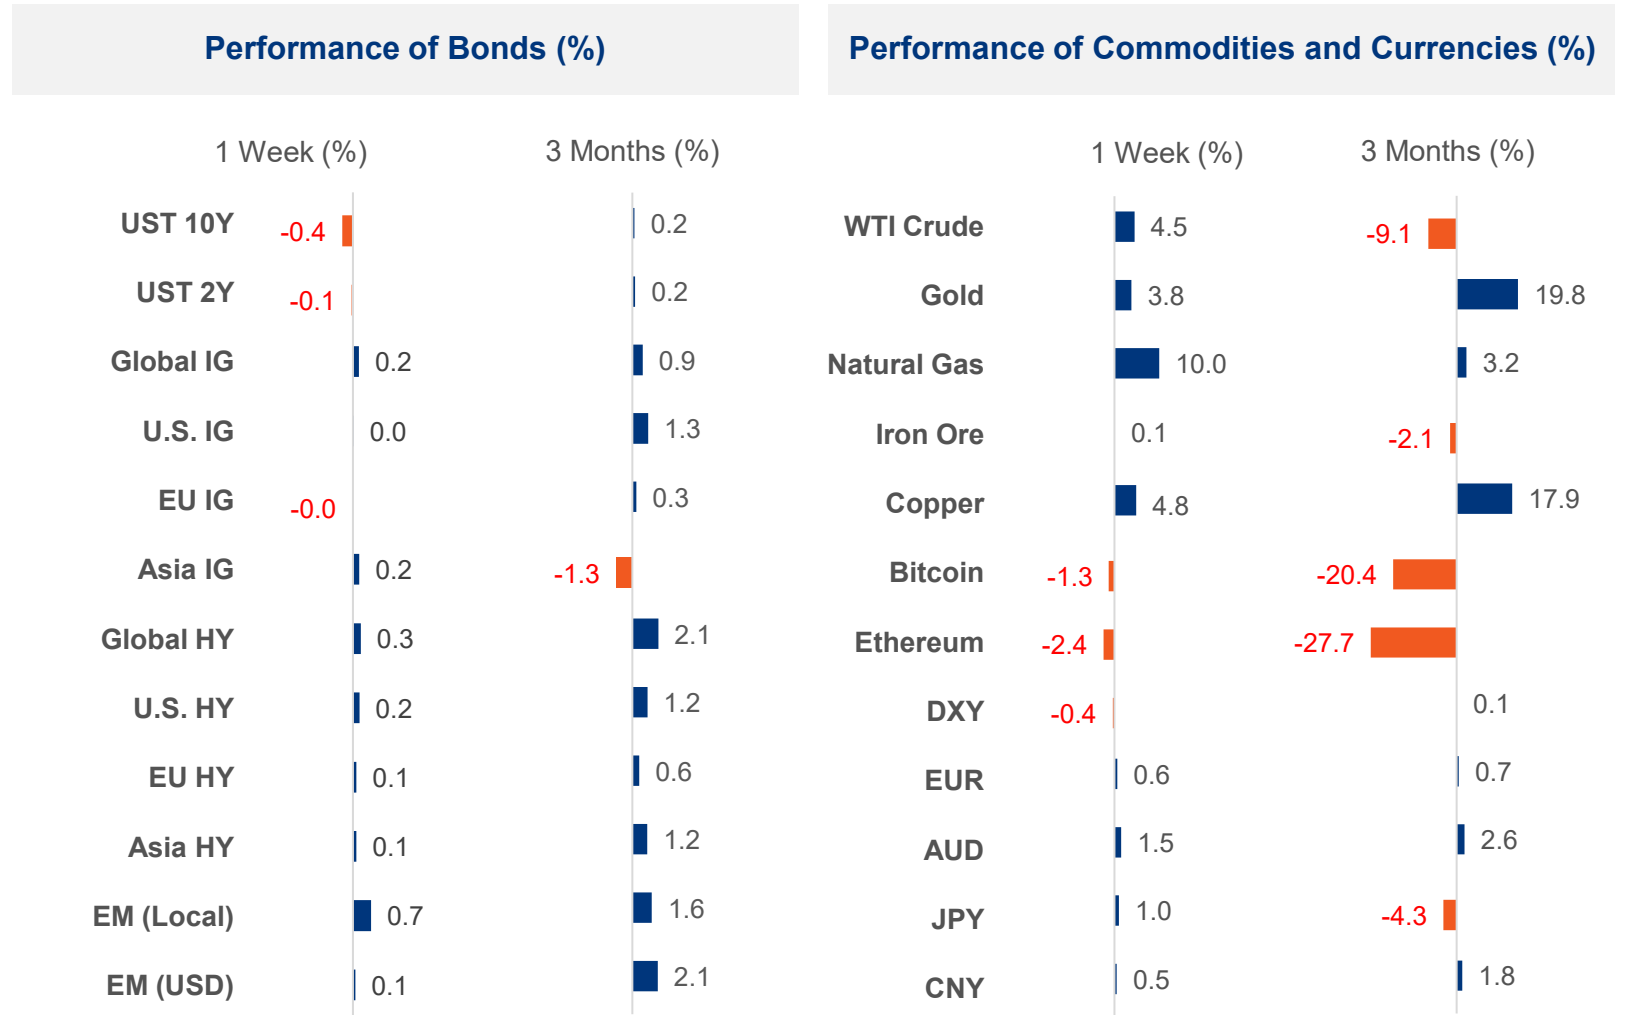 Performance of Bonds (%)
1 Week (%) 3 Months (%)
UST 10Y -0.4 0.2
UST 2Y -0.1 0.2
Global IG 0.2 0.9
U.S. IG 0.0 1.3
EU IG -0.0 0.3
Asia IG 0.2 -1.3
Global HY 0.3 2.1
U.S. HY 0.2 1.2
EU HY 0.1 0.6
Asia HY 0.1 1.2
EM (Local) 0.7 1.6
EM (USD) 0.1 2.1
Performance of Commodities and Currencies (%)
1 Week (%) 3 Months (%)
WTI Crude 4.5 -9.1
Gold 3.8 19.8
Natural Gas 10.0 3.2
Iron Ore 0.1 -2.1
Copper 4.8 17.9
Bitcoin -1.3 -20.4
Ethereum -2.4 -27.7
DXY -0.4 0.1
EUR 0.6 0.7
AUD 1.5 2.6
JPY 1.0 -4.3
CNY 0.5 1.8